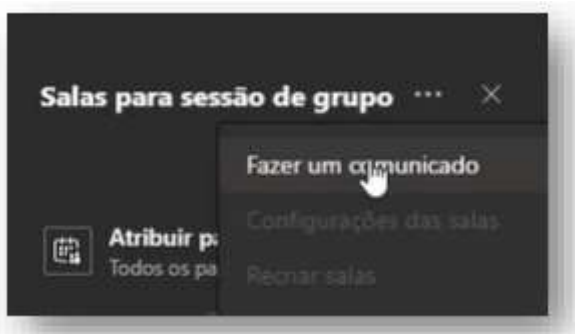 Salas para sessão de grupo ...
Fazer um comunicado
Configurações das salas
Atribuir pa
Todos os pa
Recriar salas